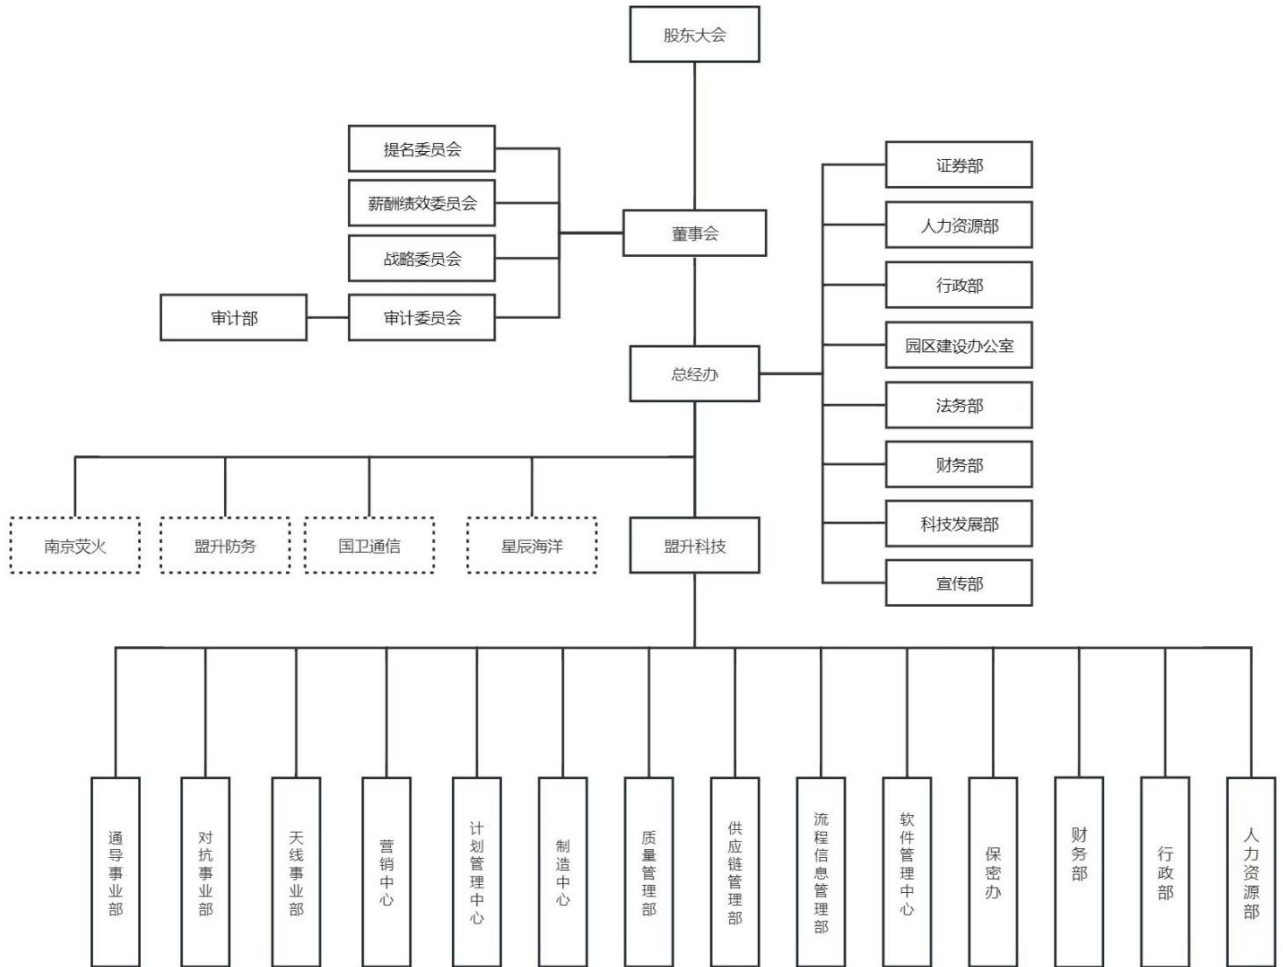 股东大会
提名委员会
薪酬绩效委员会
战略委员会
审计部
审计委员会
董事会
总经办
证券部
人力资源部
行政部
园区建设办公室
法务部
财务部
科技发展部
宣传部
南京荧火
盟升防务
国卫通信
星辰海洋
盟升科技
通导事业部
对抗事业部
天线事业部
营销中心
计划管理中心
制造中心
质量管理部
供应链管理部
流程信息管理部
软件管理中心
保密办
财务部
行政部
人力资源部